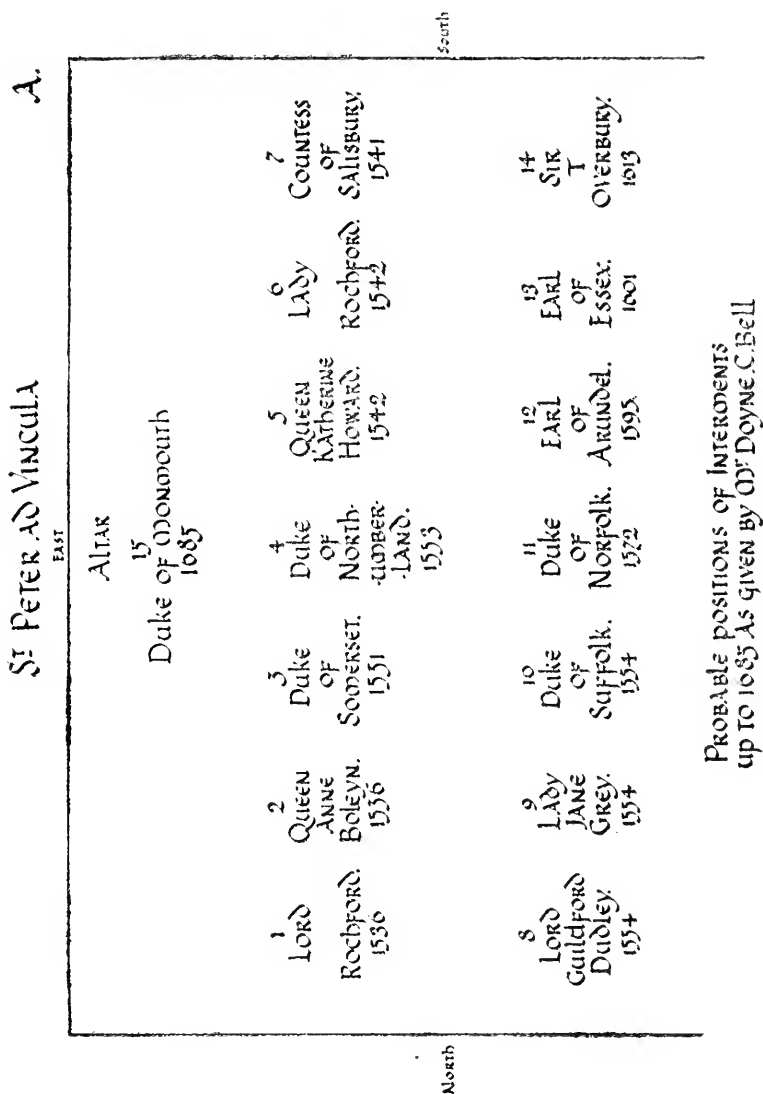 St PETER AD VINCULA
A.
EAST
ALTAR
15
DUKE OF MONMOUTH
1685
1
LORD
ROCHFORD.
1536
2
QUEEN
ANNE
BOLEYN.
1536
3
DUKE
OF
SOMERSET.
1551
4
DUKE
OF
NORTH-
-UMBER-
-LAND.
1553
5
QUEEN
KATHERINE
HOWARD.
1542
6
LADY
ROCHFORD.
1542
7
COUNTESS
OF
SALISBURY.
1541
8
LORD
GUILDFORD
DUDLEY.
1554
9
LADY
JANE
GREY.
1554
10
DUKE
OF
SUFFOLK.
1554
11
DUKE
OF
NORFOLK.
1572
12
EARL
OF
ARUNDEL.
1595
13
EARL
OF
ESSEX.
1601
14
SIR
T
OVERBURY.
1613
NORTH
SOUTH
PROBABLE POSITIONS OF INTERMENTS
UP TO 1685 AS GIVEN BY Mr DOYNE.C.BELL